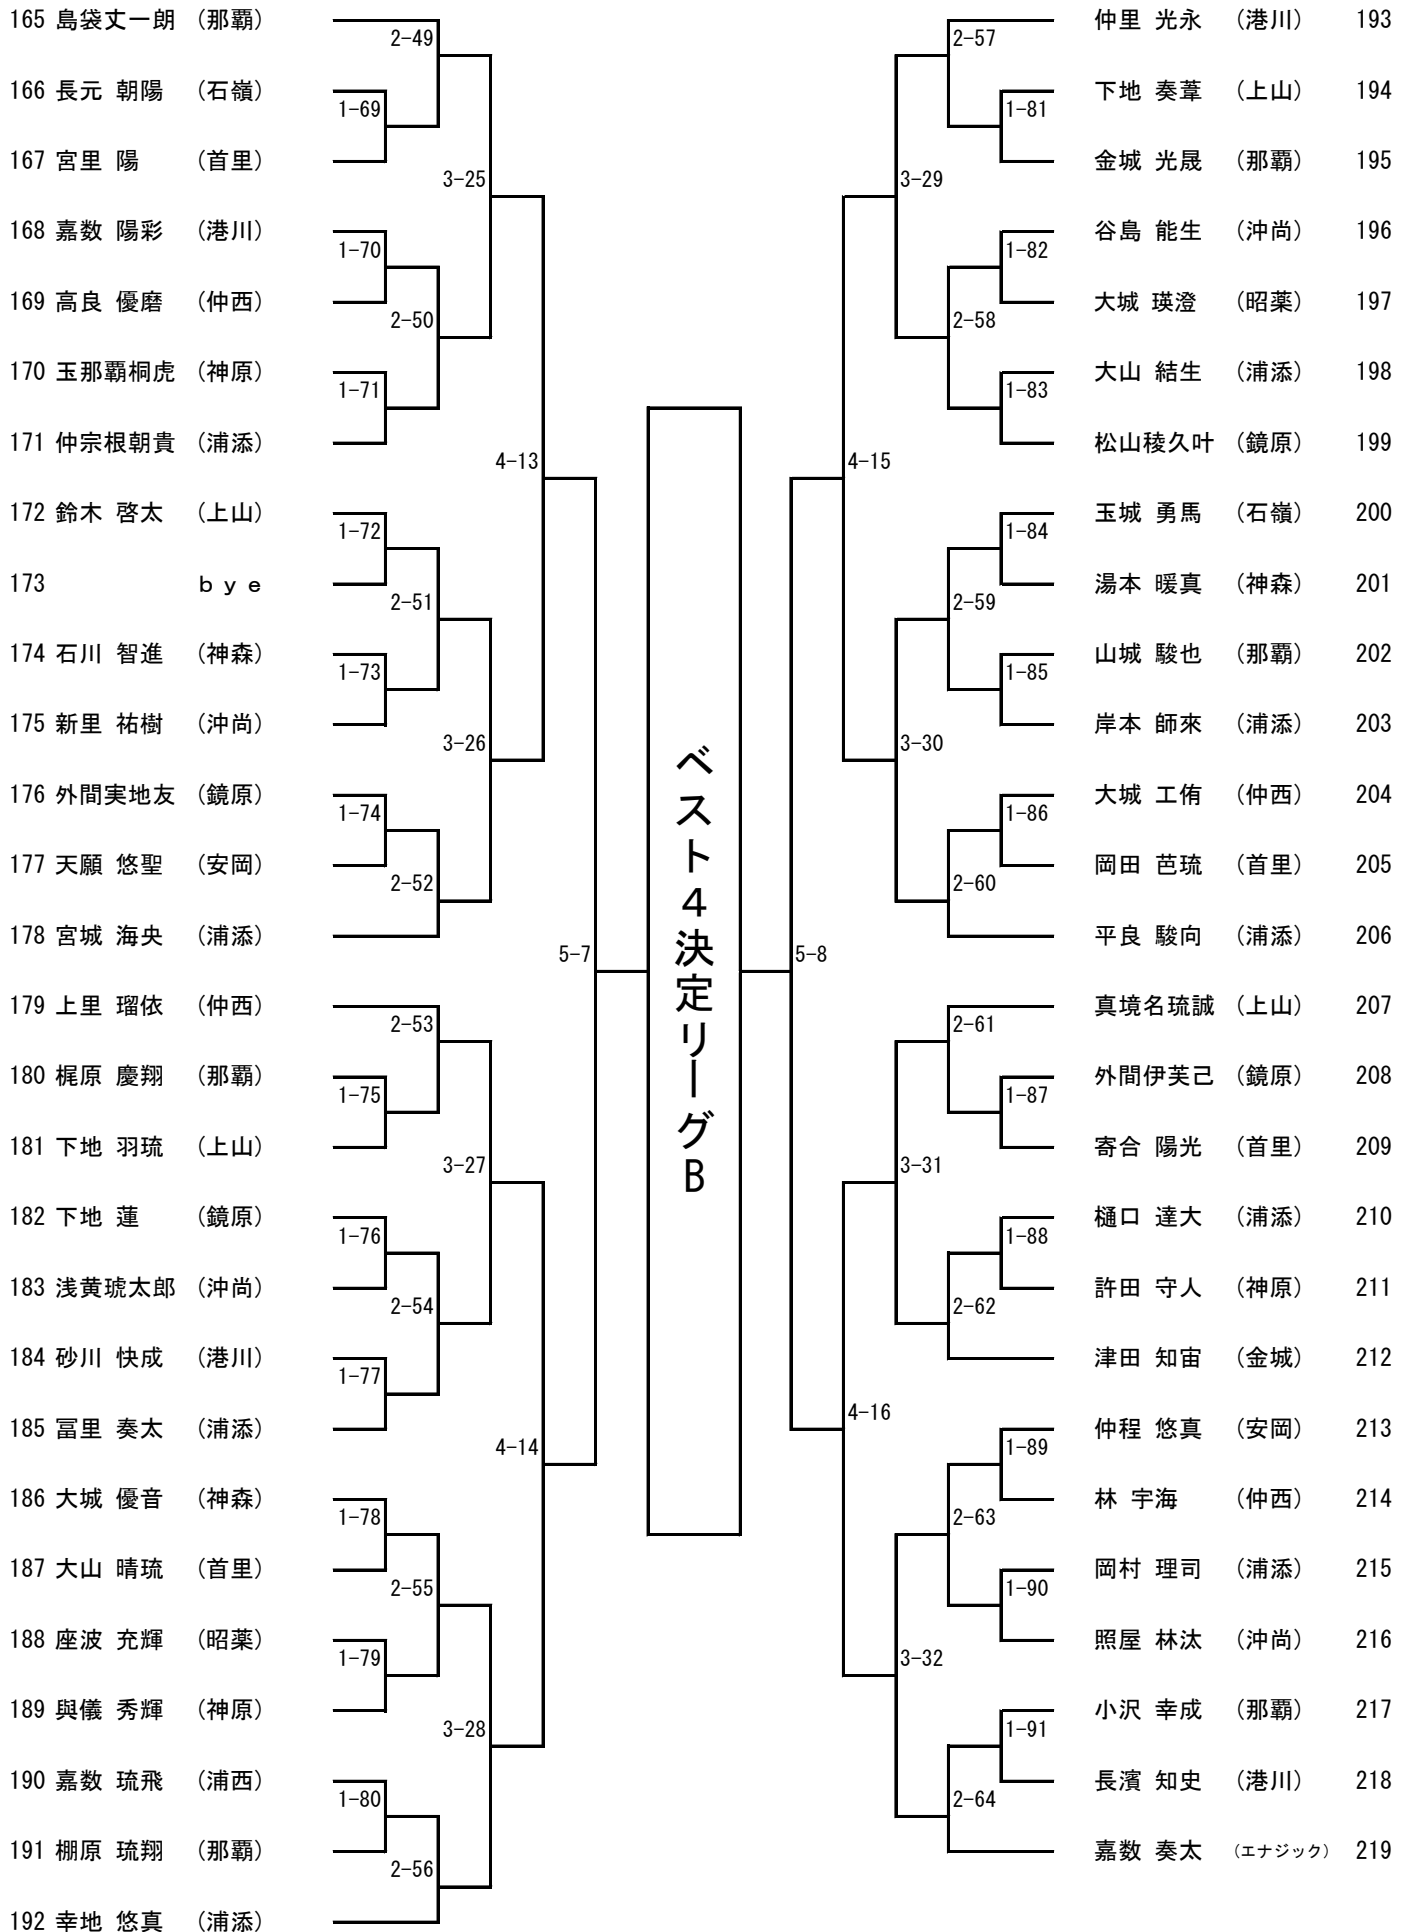 165 島袋丈一朗 (那覇)
2-49
166 長元 朝陽 (石嶺)
1-69
167 宮里 陽 (首里)
3-25
168 嘉数 陽彩 (港川)
1-70
169 高良 優磨 (仲西)
2-50
170 玉那覇桐虎 (神原)
1-71
171 仲宗根朝貴 (浦添)
4-13
172 鈴木 啓太 (上山)
1-72
173 bye
2-51
174 石川 智進 (神森)
1-73
175 新里 祐樹 (沖尚)
3-26
176 外間実地友 (鏡原)
1-74
177 天願 悠聖 (安岡)
2-52
178 宮城 海央 (浦添)
5-7
179 上里 瑠依 (仲西)
2-53
180 梶原 慶翔 (那覇)
1-75
181 下地 羽琉 (上山)
3-27
182 下地 蓮 (鏡原)
1-76
183 浅黄琥太郎 (沖尚)
2-54
184 砂川 快成 (港川)
1-77
185 冨里 奏太 (浦添)
4-14
186 大城 優音 (神森)
1-78
187 大山 晴琉 (首里)
2-55
188 座波 充輝 (昭薬)
1-79
189 與儀 秀輝 (神原)
3-28
190 嘉数 琉飛 (浦西)
1-80
191 棚原 琉翔 (那覇)
2-56
192 幸地 悠真 (浦添)
ベスト4決定リーグB
仲里 光永 (港川) 193
2-57
下地 奏葦 (上山) 194
1-81
金城 光晟 (那覇) 195
3-29
谷島 能生 (沖尚) 196
1-82
大城 瑛澄 (昭薬) 197
2-58
大山 結生 (浦添) 198
1-83
松山稜久叶 (鏡原) 199
4-15
玉城 勇馬 (石嶺) 200
1-84
湯本 暖真 (神森) 201
2-59
山城 駿也 (那覇) 202
1-85
岸本 師來 (浦添) 203
3-30
大城 工侑 (仲西) 204
1-86
岡田 芭琉 (首里) 205
2-60
平良 駿向 (浦添) 206
5-8
真境名琉誠 (上山) 207
2-61
外間伊芙己 (鏡原) 208
1-87
寄合 陽光 (首里) 209
3-31
樋口 達大 (浦添) 210
1-88
許田 守人 (神原) 211
2-62
津田 知宙 (金城) 212
4-16
仲程 悠真 (安岡) 213
1-89
林 宇海 (仲西) 214
2-63
岡村 理司 (浦添) 215
1-90
照屋 林汰 (沖尚) 216
3-32
小沢 幸成 (那覇) 217
1-91
長濱 知史 (港川) 218
2-64
嘉数 奏太 (エナジック) 219